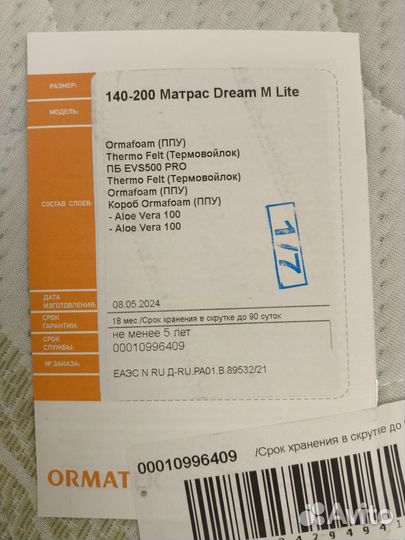 РАЗМЕР:
МОДЕЛЬ:
140-200 Матрас Dream M Lite
СОСТАВ СЛОЕВ:
Ormafoam (ППУ)
Thermo Felt (Термовойлок)
ПБ EVS500 PRO
Thermo Felt (Термовойлок)
Ormafoam (ППУ)
Короб Ormafoam (ППУ)
- Aloe Vera 100
- Aloe Vera 100
1/7
ДАТА
ИЗГОТОВЛЕНИЯ:
08.05.2024
СРОК
ГАРАНТИИ:
18 мес./Срок хранения в скрутке до 90 суток
СРОК
СЛУЖБЫ:
не менее 5 лет
00010996409
№ ЗАКАЗА:
ЕАЭС N RU Д-RU.РА01.В.89532/21
ORMAT
00010996409
/Срок хранения в скрутке до
Avito